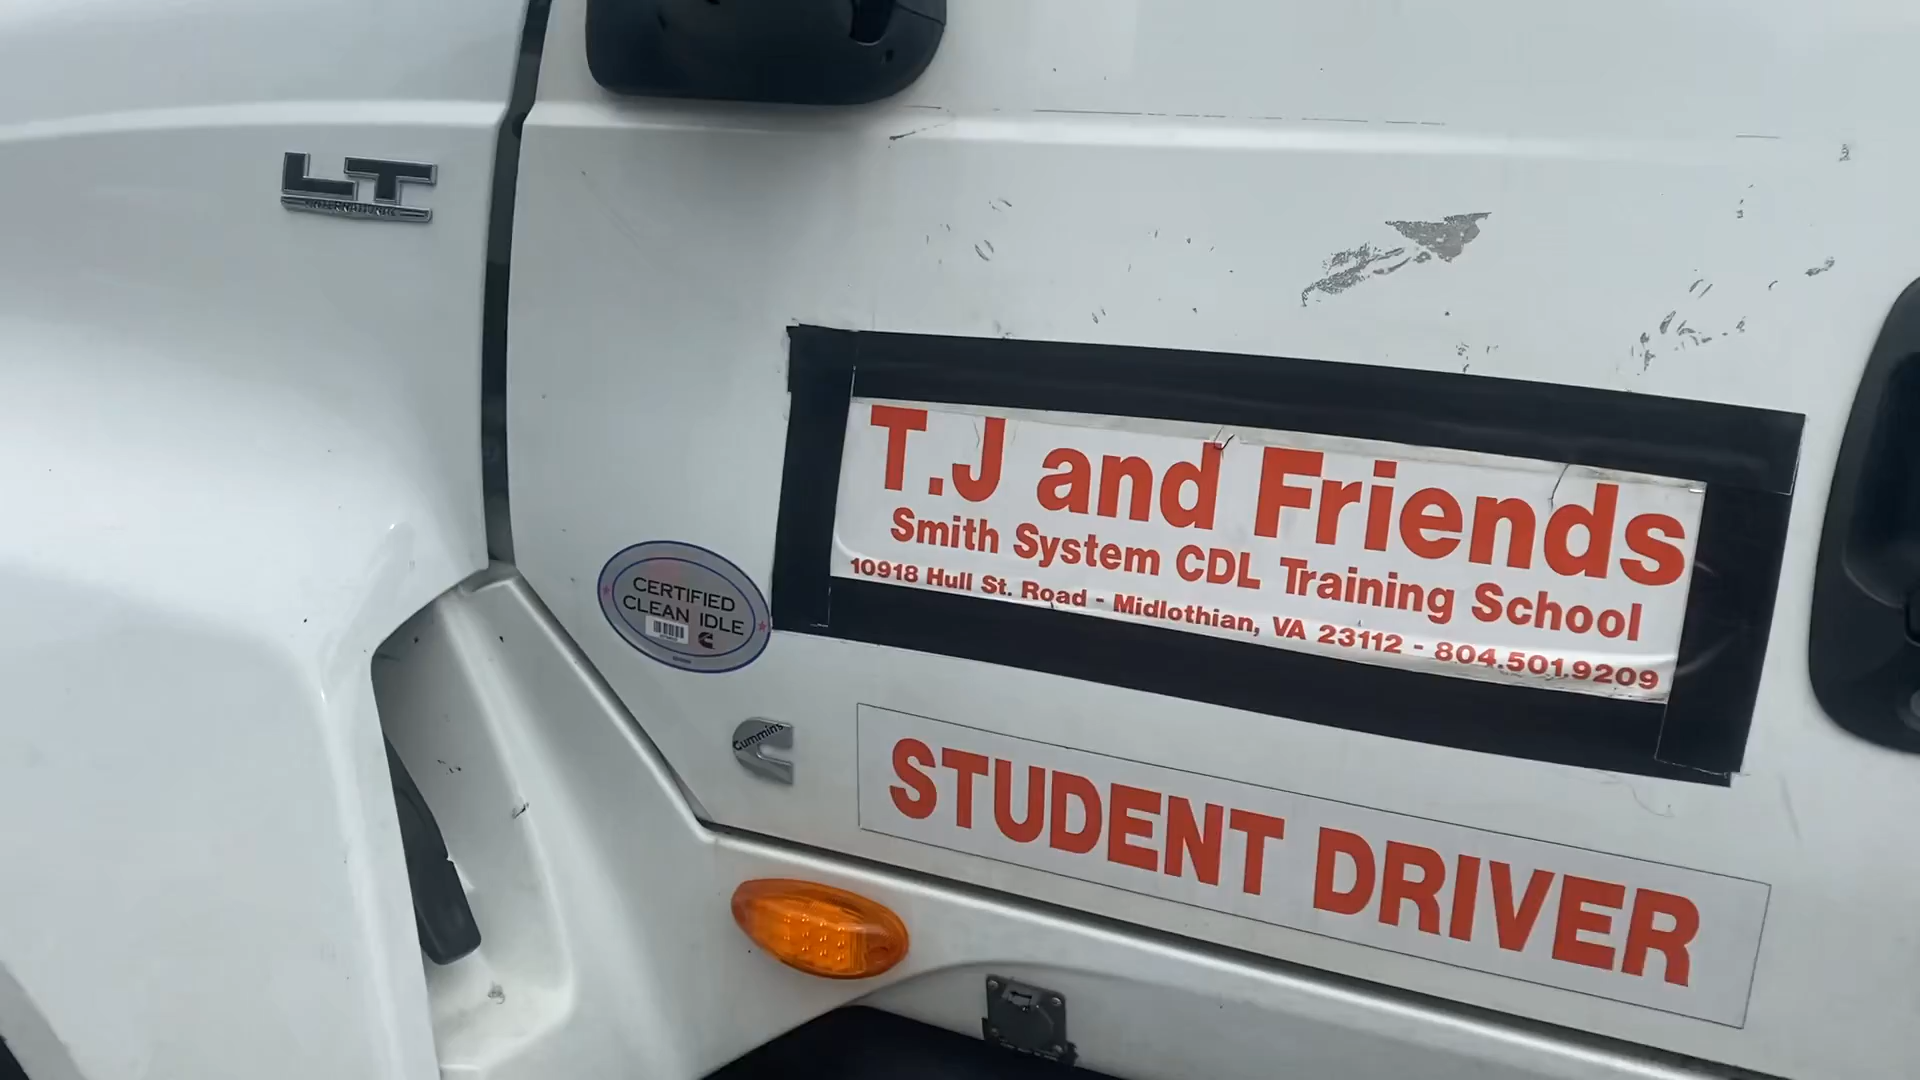 LT
INTERNATIONAL
T.J and Friends
Smith System CDL Training School
10918 Hull St. Road - Midlothian, VA 23112 - 804.501.9209
CERTIFIED
CLEAN IDLE
Cummins
STUDENT DRIVER